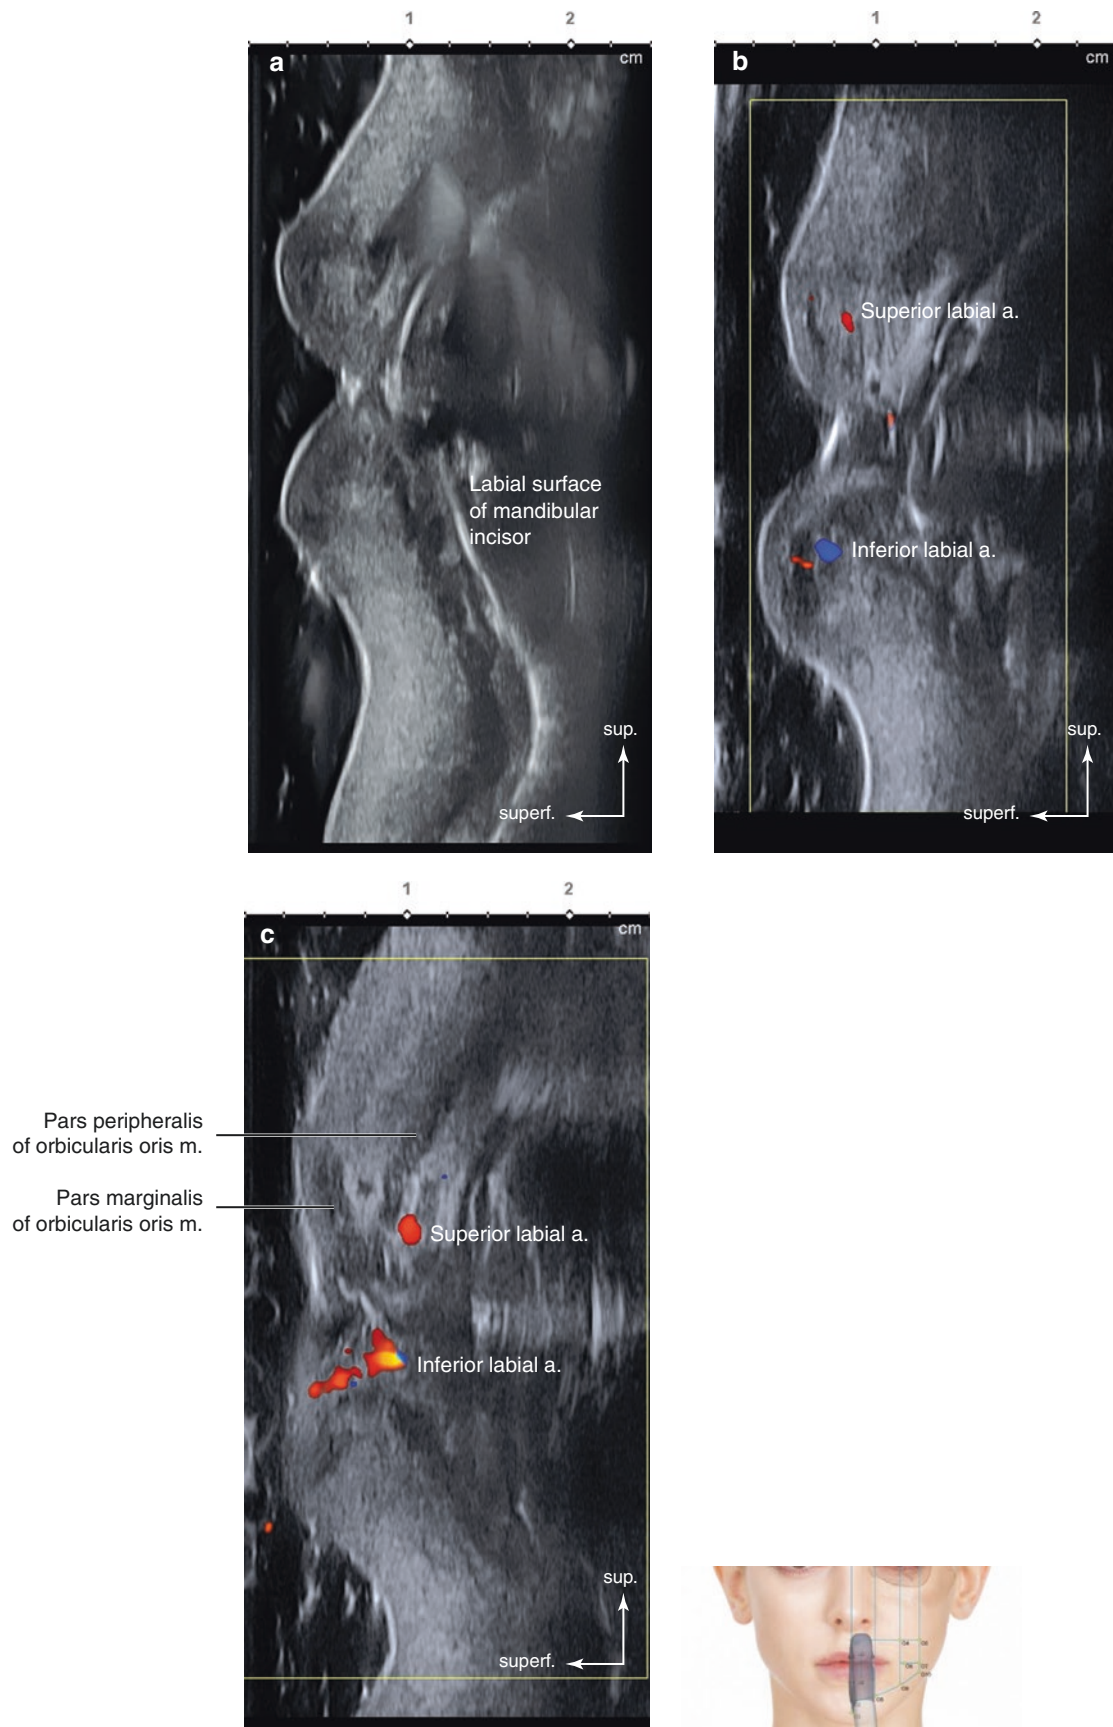 1 2
cm
a
Labial surface
of mandibular
incisor
sup.
superf.
1 2
cm
b
Superior labial a.
Inferior labial a.
sup.
superf.
1 2
cm
c
Pars peripheralis
of orbicularis oris m.
Pars marginalis
of orbicularis oris m.
Superior labial a.
Inferior labial a.
sup.
superf.